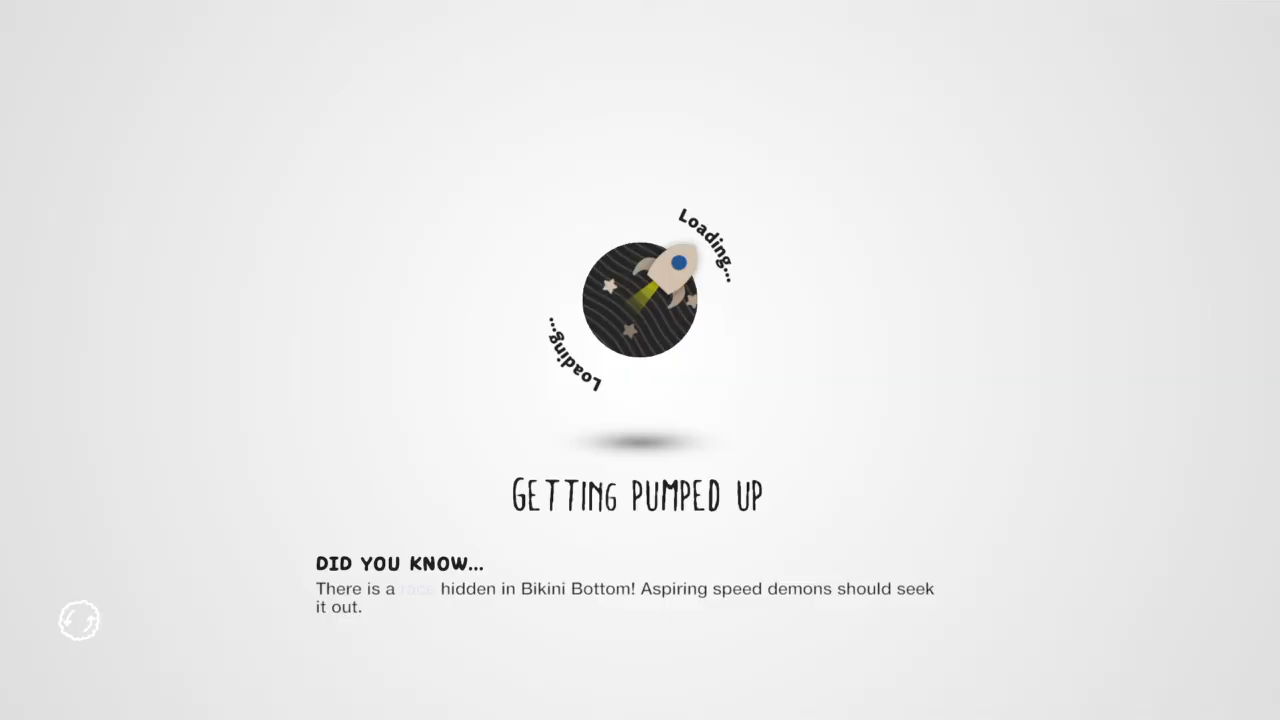 Loading...
Loading...
GETTING PUMPED UP
DID YOU KNOW...
There is a race hidden in Bikini Bottom! Aspiring speed demons should seek
it out.